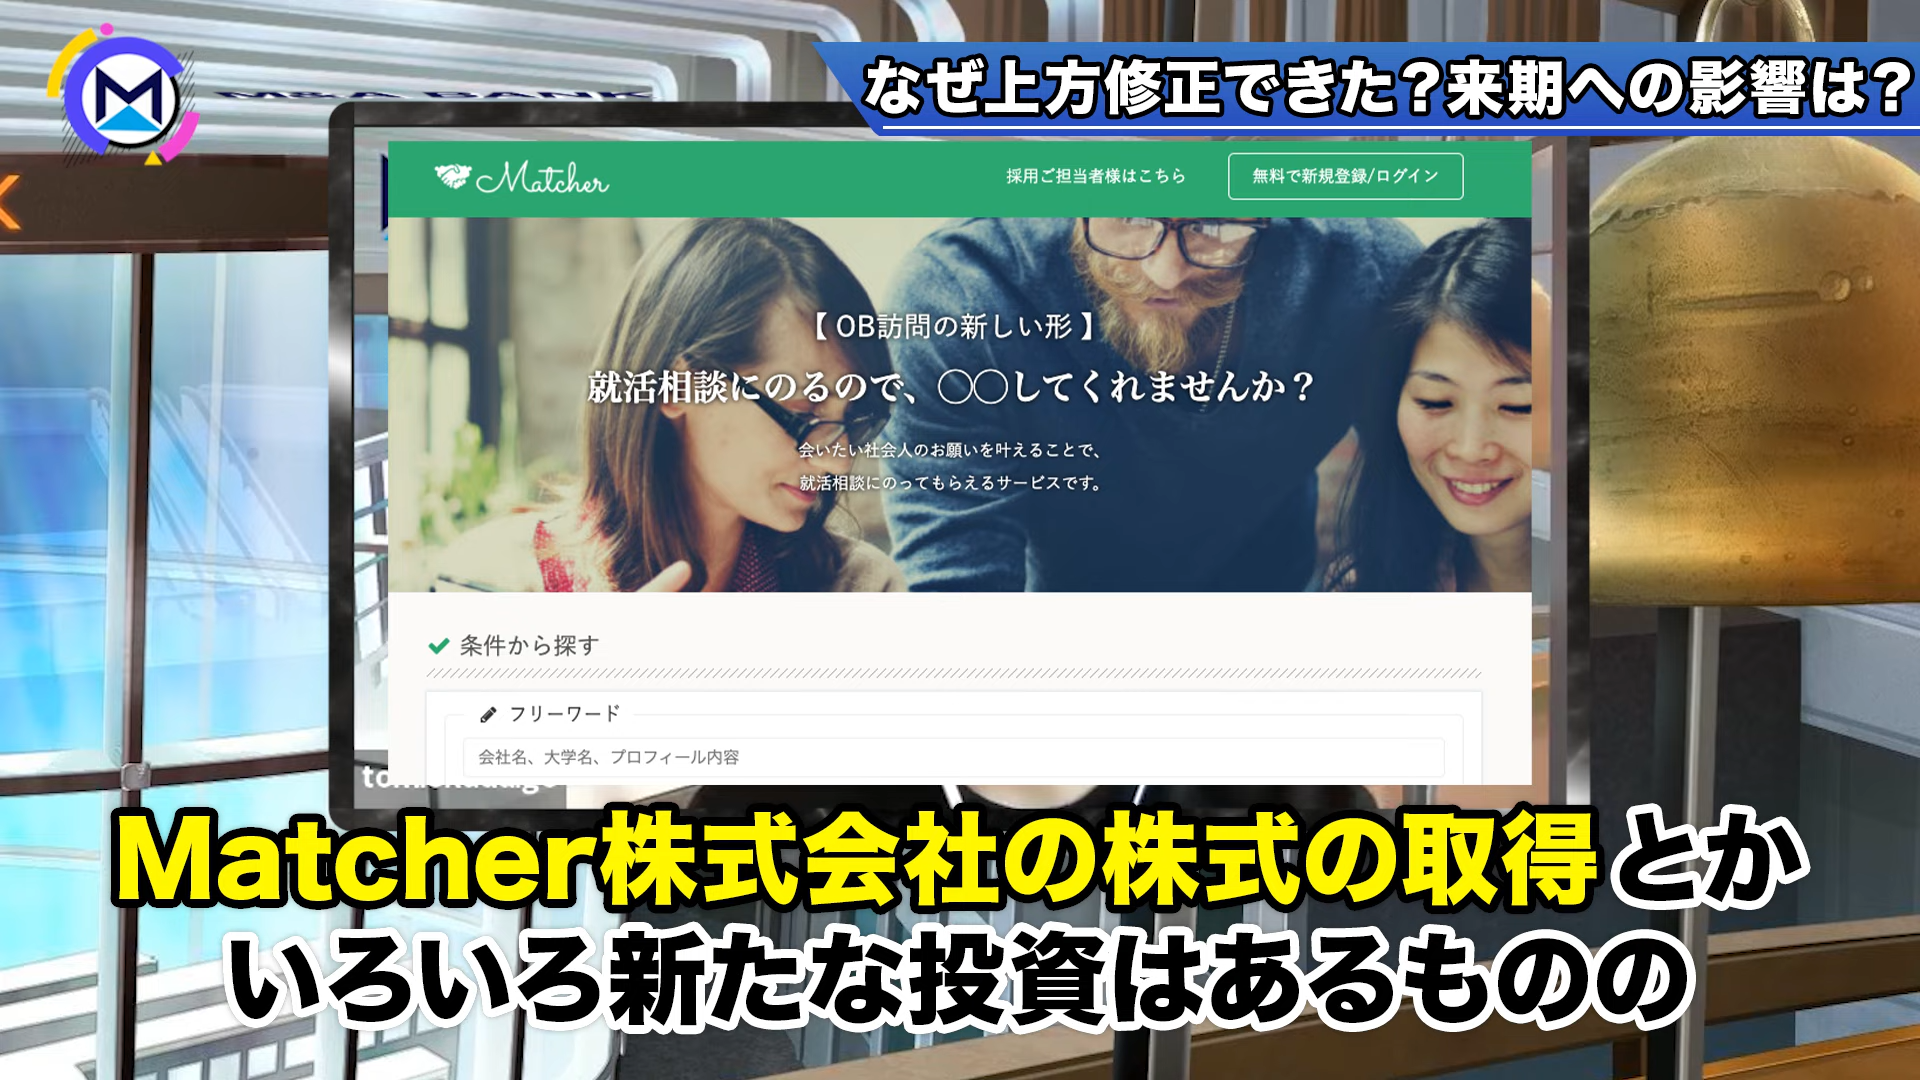 なぜ上方修正できた?来期への影響は?
M&A BANK
K
Matcher
採用ご担当者様はこちら
無料で新規登録/ログイン
【 OB訪問の新しい形 】
就活相談にのるので、〇〇してくれませんか？
会いたい社会人のお願いを叶えることで、
就活相談にのってもらえるサービスです。
条件から探す
フリーワード
会社名、大学名、プロフィール内容
Matcher株式会社の株式の取得とか
いろいろ新たな投資はあるものの